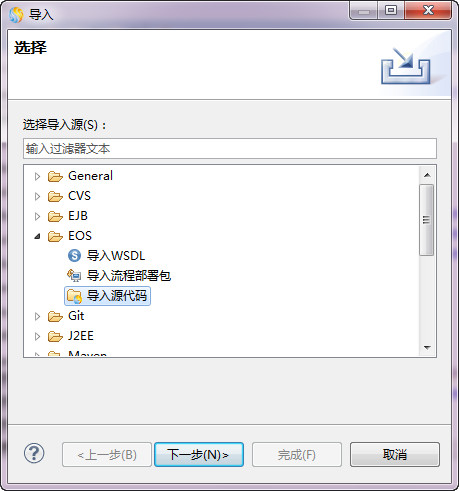 导入
选择
选择导入源(S)：
输入过滤器文本
General
CVS
EJB
EOS
导入WSDL
导入流程部署包
导入源代码
Git
J2EE
Maven
<上一步(B)
下一步(N)>
完成(F)
取消